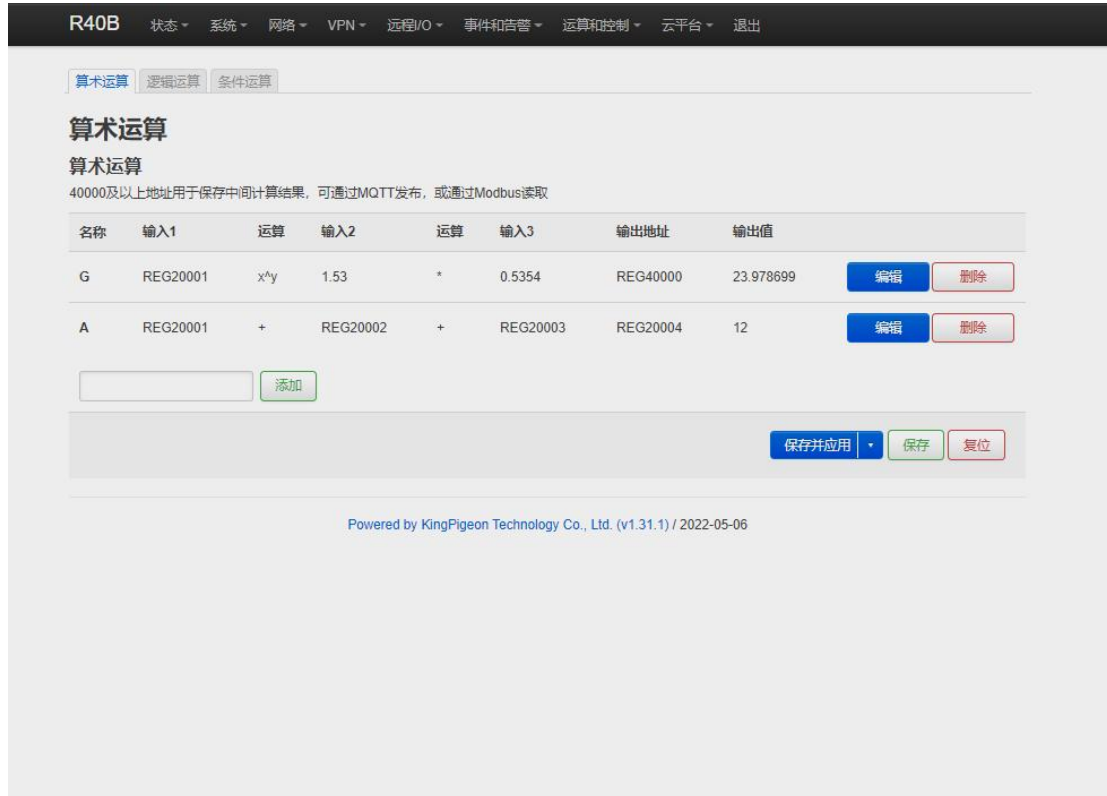 R40B 状态 系统 网络 VPN 远程I/O 事件和告警 运算和控制 云平台 退出
算术运算 逻辑运算 条件运算
算术运算
算术运算
40000及以上地址用于保存中间计算结果，可通过MQTT发布，或通过Modbus读取
名称 输入1 运算 输入2 运算 输入3 输出地址 输出值
G REG20001 x^y 1.53 * 0.5354 REG40000 23.978699 编辑 删除
A REG20001 + REG20002 + REG20003 REG20004 12 编辑 删除
添加
保存并应用 保存 复位
Powered by KingPigeon Technology Co., Ltd. (v1.31.1) / 2022-05-06